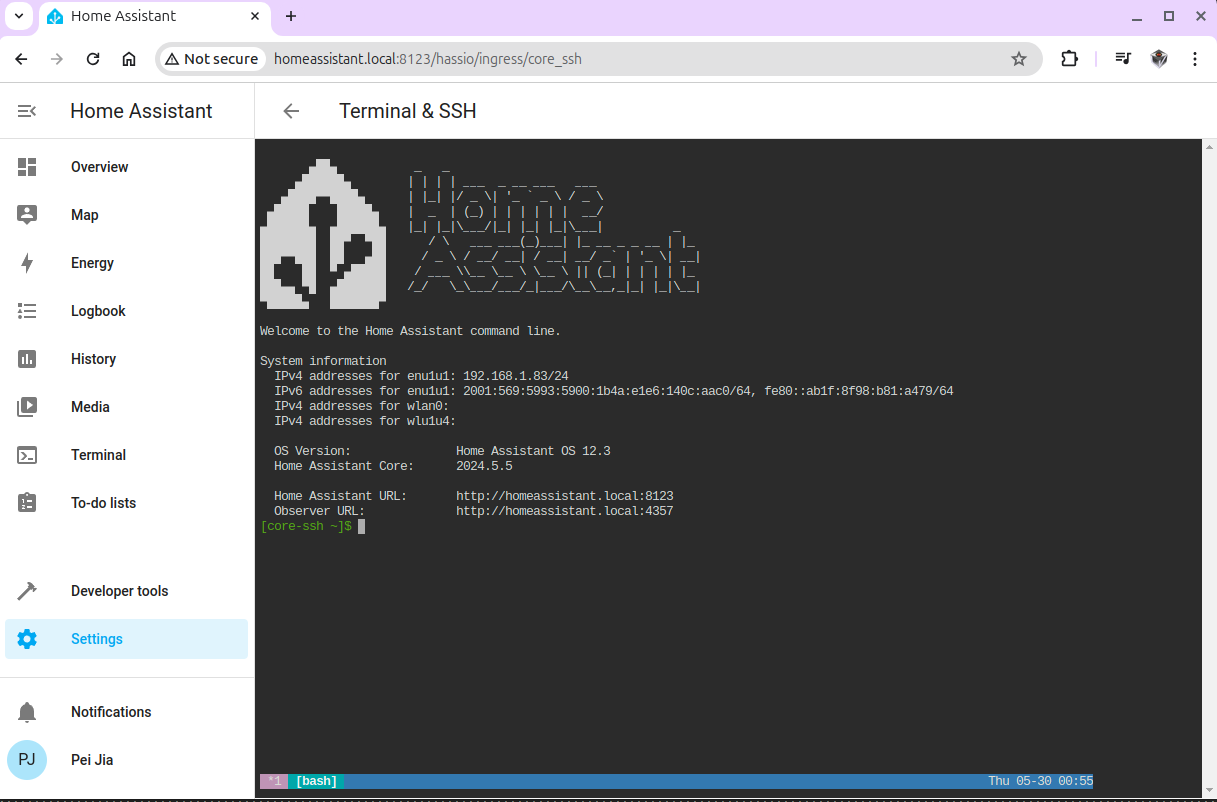 Home Assistant
Not secure
homeassistant.local:8123/hassio/ingress/core_ssh
Home Assistant
Terminal & SSH
Overview
Map
Energy
Logbook
History
Media
Terminal
To-do lists
Developer tools
Settings
Notifications
PJ
Pei Jia
Home
Assistant
Welcome to the Home Assistant command line.
System information
IPv4 addresses for enu1u1: 192.168.1.83/24
IPv6 addresses for enu1u1: 2001:569:5993:5900:1b4a:e1e6:140c:aac0/64, fe80::ab1f:8f98:b81:a479/64
IPv4 addresses for wlan0:
IPv4 addresses for wlu1u4:
OS Version: Home Assistant OS 12.3
Home Assistant Core: 2024.5.5
Home Assistant URL: http://homeassistant.local:8123
Observer URL: http://homeassistant.local:4357
[core-ssh ~]$
*1 [bash] Thu 05-30 00:55